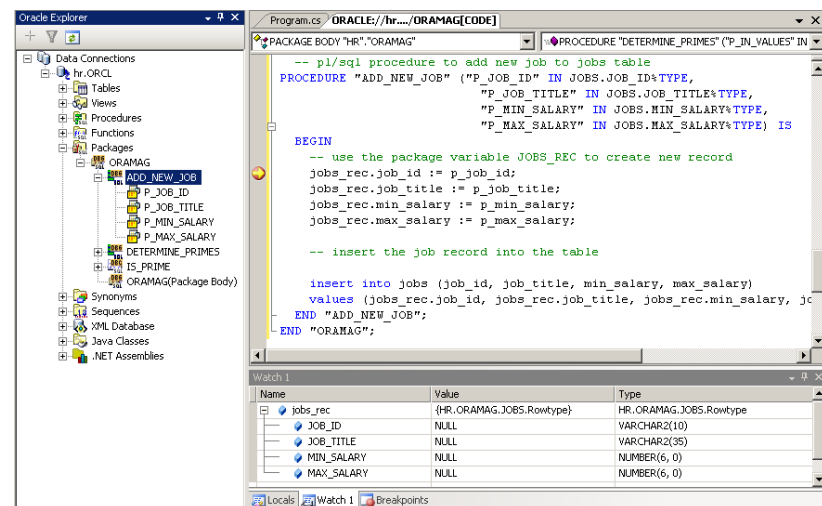 Oracle Explorer
Data Connections
hr.ORCL
Tables
Views
Procedures
Functions
Packages
ORAMAG
ADD_NEW_JOB
P_JOB_ID
P_JOB_TITLE
P_MIN_SALARY
P_MAX_SALARY
DETERMINE_PRIMES
IS_PRIME
ORAMAG(Package Body)
Synonyms
Sequences
XML Database
Java Classes
.NET Assemblies
Program.cs ORACLE://hr..../ORAMAG[CODE]
PACKAGE BODY "HR"."ORAMAG" PROCEDURE "DETERMINE_PRIMES" ("P_IN_VALUES" IN
-- pl/sql procedure to add new job to jobs table
PROCEDURE "ADD_NEW_JOB" ("P_JOB_ID" IN JOBS.JOB_ID%TYPE,
"P_JOB_TITLE" IN JOBS.JOB_TITLE%TYPE,
"P_MIN_SALARY" IN JOBS.MIN_SALARY%TYPE,
"P_MAX_SALARY" IN JOBS.MAX_SALARY%TYPE) IS
BEGIN
-- use the package variable JOBS_REC to create new record
jobs_rec.job_id := p_job_id;
jobs_rec.job_title := p_job_title;
jobs_rec.min_salary := p_min_salary;
jobs_rec.max_salary := p_max_salary;
-- insert the job record into the table
insert into jobs (job_id, job_title, min_salary, max_salary)
values (jobs_rec.job_id, jobs_rec.job_title, jobs_rec.min_salary, jo
END "ADD_NEW_JOB";
END "ORAMAG";
Watch 1
Name Value Type
jobs_rec {HR.ORAMAG.JOBS.Rowtype} HR.ORAMAG.JOBS.Rowtype
JOB_ID NULL VARCHAR2(10)
JOB_TITLE NULL VARCHAR2(35)
MIN_SALARY NULL NUMBER(6, 0)
MAX_SALARY NULL NUMBER(6, 0)
Locals Watch 1 Breakpoints